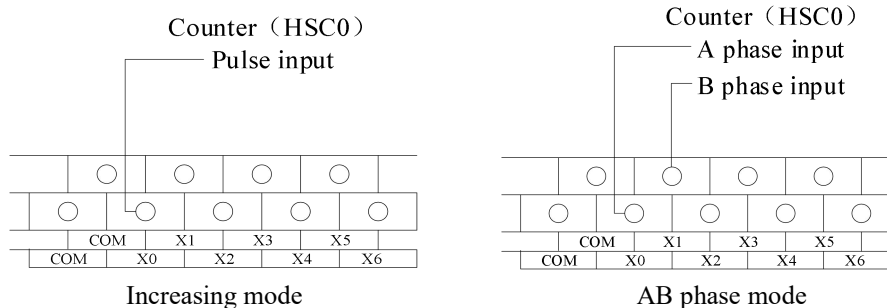 Counter（HSC0）
Pulse input
COM X1 X3 X5
COM X0 X2 X4 X6
Increasing mode
Counter（HSC0）
A phase input
B phase input
COM X1 X3 X5
COM X0 X2 X4 X6
AB phase mode